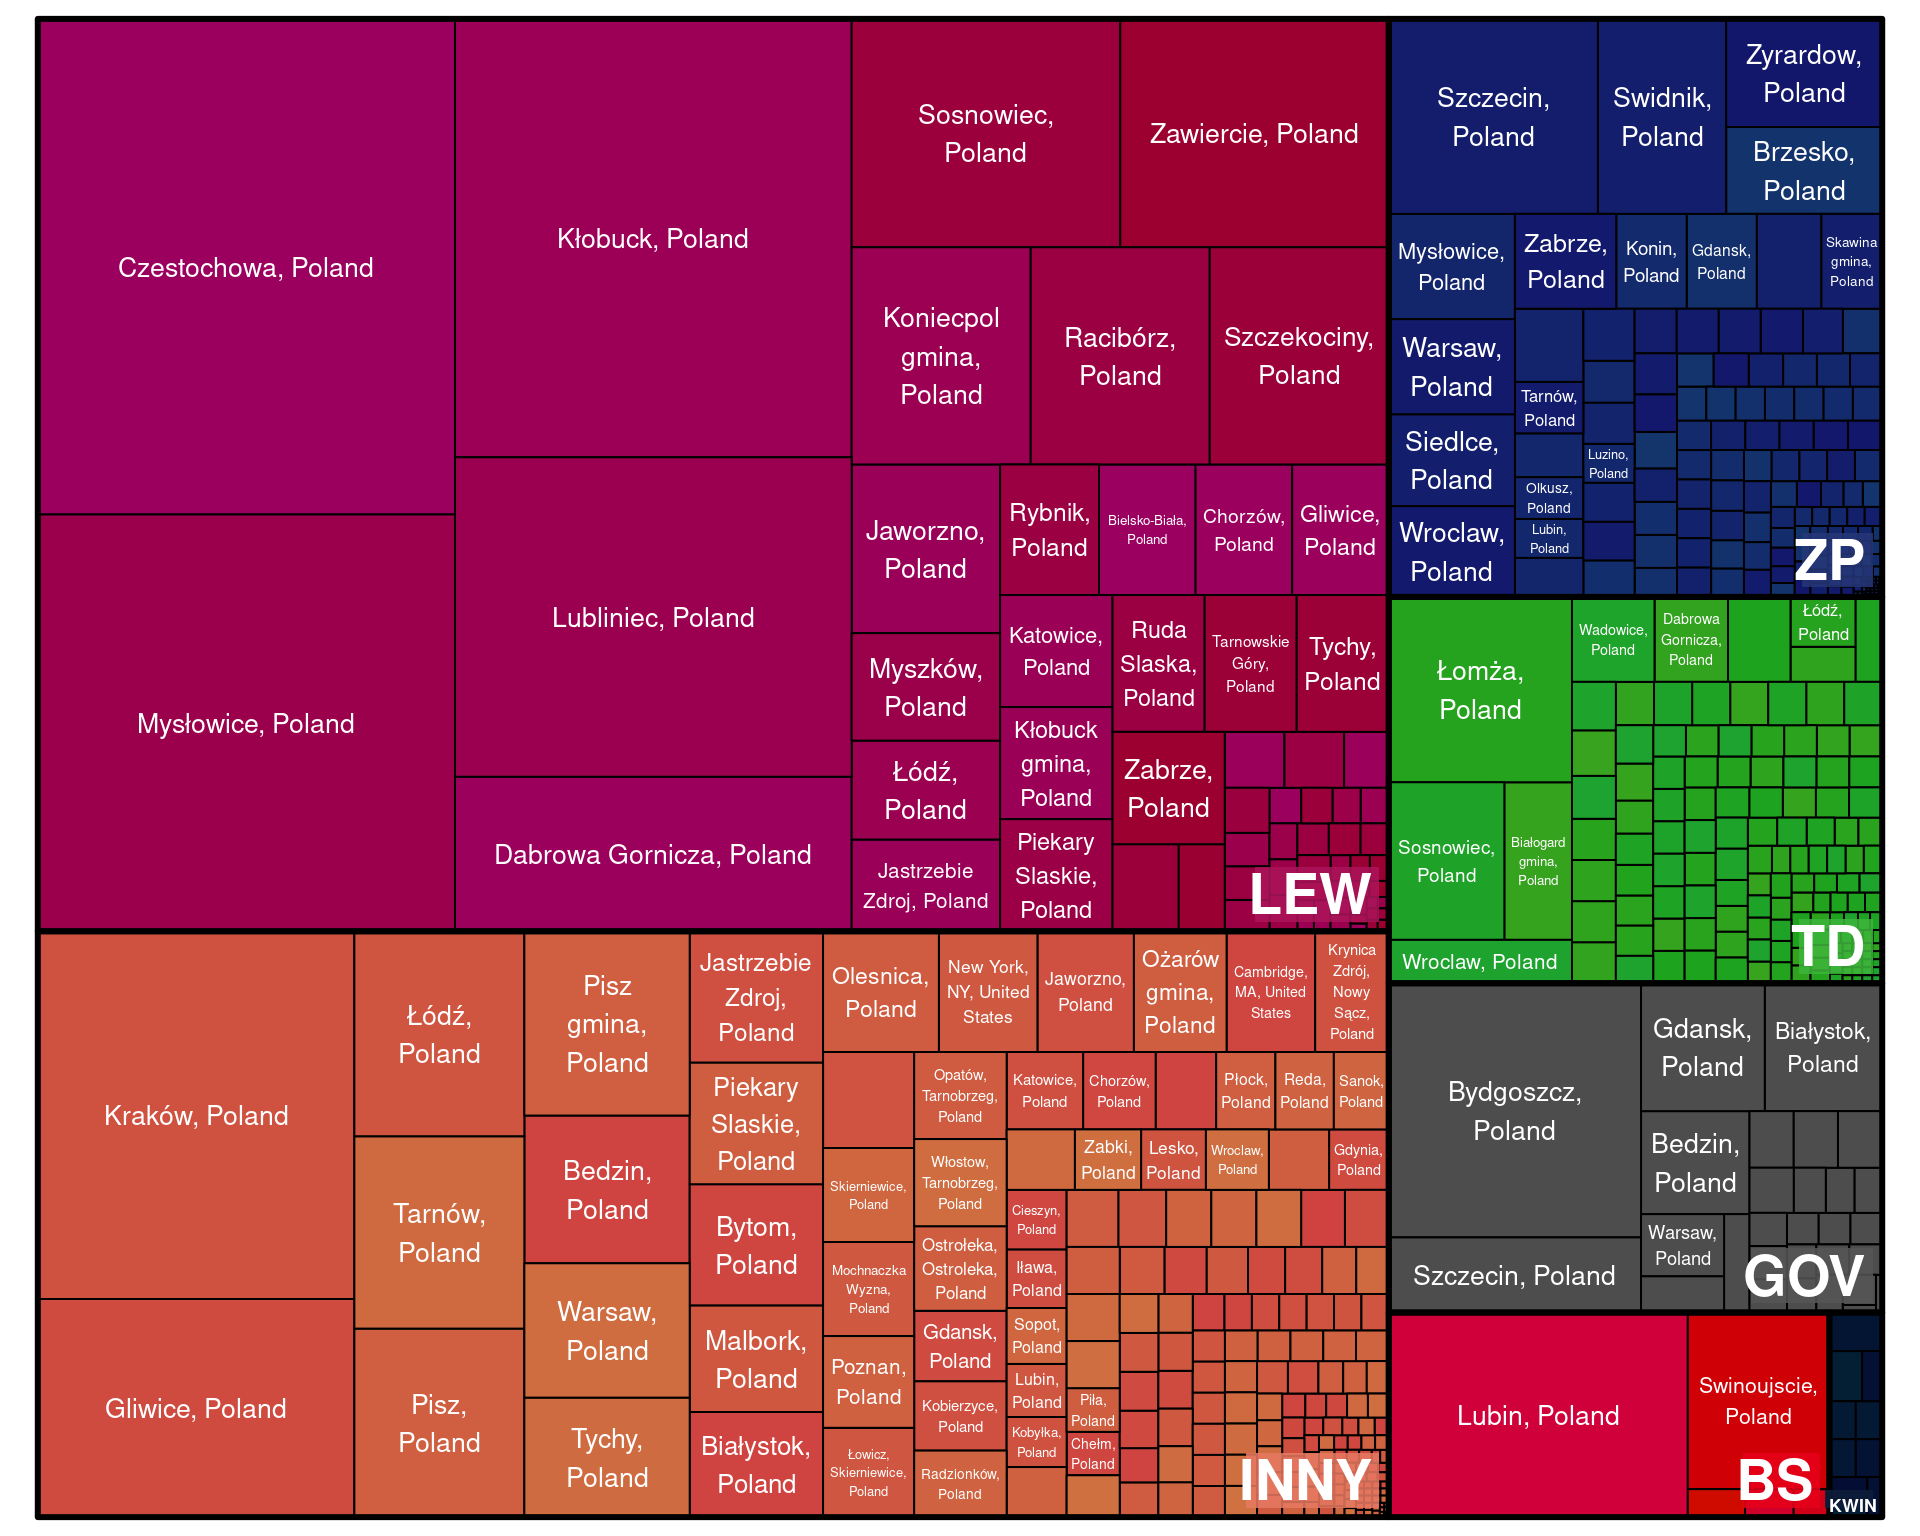 Czestochowa, Poland
Mysłowice, Poland
Kłobuck, Poland
Lubliniec, Poland
Dabrowa Gornicza, Poland
Sosnowiec,
Poland
Zawiercie, Poland
Koniecpol
gmina,
Poland
Racibórz,
Poland
Szczekociny,
Poland
Jaworzno,
Poland
Myszków,
Poland
Łódź,
Poland
Jastrzebie
Zdroj, Poland
Rybnik,
Poland
Bielsko-Biała,
Poland
Chorzów,
Poland
Gliwice,
Poland
Katowice,
Poland
Kłobuck
gmina,
Poland
Piekary
Slaskie,
Poland
Ruda
Slaska,
Poland
Tarnowskie
Góry,
Poland
Tychy,
Poland
Zabrze,
Poland
LEW
Szczecin,
Poland
Swidnik,
Poland
Zyrardow,
Poland
Brzesko,
Poland
Mysłowice,
Poland
Warsaw,
Poland
Siedlce,
Poland
Wroclaw,
Poland
Zabrze,
Poland
Konin,
Poland
Gdansk,
Poland
Skawina
gmina,
Poland
Tarnów,
Poland
Olkusz,
Poland
Lubin,
Poland
Luzino,
Poland
ZP
Łomża,
Poland
Sosnowiec,
Poland
Białogard
gmina,
Poland
Wroclaw, Poland
Wadowice,
Poland
Dabrowa
Gornicza,
Poland
Łódź,
Poland
TD
Kraków, Poland
Gliwice, Poland
Łódź,
Poland
Tarnów,
Poland
Pisz,
Poland
Pisz
gmina,
Poland
Bedzin,
Poland
Warsaw,
Poland
Tychy,
Poland
Jastrzebie
Zdroj,
Poland
Piekary
Slaskie,
Poland
Bytom,
Poland
Malbork,
Poland
Białystok,
Poland
Olesnica,
Poland
New York,
NY, United
States
Jaworzno,
Poland
Ożarów
gmina,
Poland
Cambridge,
MA, United
States
Krynica
Zdrój,
Nowy
Sącz,
Poland
Skierniewice,
Poland
Mochnaczka
Wyzna,
Poland
Poznan,
Poland
Łowicz,
Skierniewice,
Poland
Opatów,
Tarnobrzeg,
Poland
Włostow,
Tarnobrzeg,
Poland
Ostrołeka,
Ostroleka,
Poland
Gdansk,
Poland
Kobierzyce,
Poland
Radzionków,
Poland
Katowice,
Poland
Chorzów,
Poland
Płock,
Poland
Reda,
Poland
Sanok,
Poland
Zabki,
Poland
Lesko,
Poland
Wroclaw,
Poland
Gdynia,
Poland
Cieszyn,
Poland
Iława,
Poland
Sopot,
Poland
Lubin,
Poland
Kobyłka,
Poland
Piła,
Poland
Chełm,
Poland
INNY
Bydgoszcz,
Poland
Szczecin, Poland
Gdansk,
Poland
Białystok,
Poland
Bedzin,
Poland
Warsaw,
Poland
GOV
Lubin, Poland
Swinoujscie,
Poland
BS
KWIN